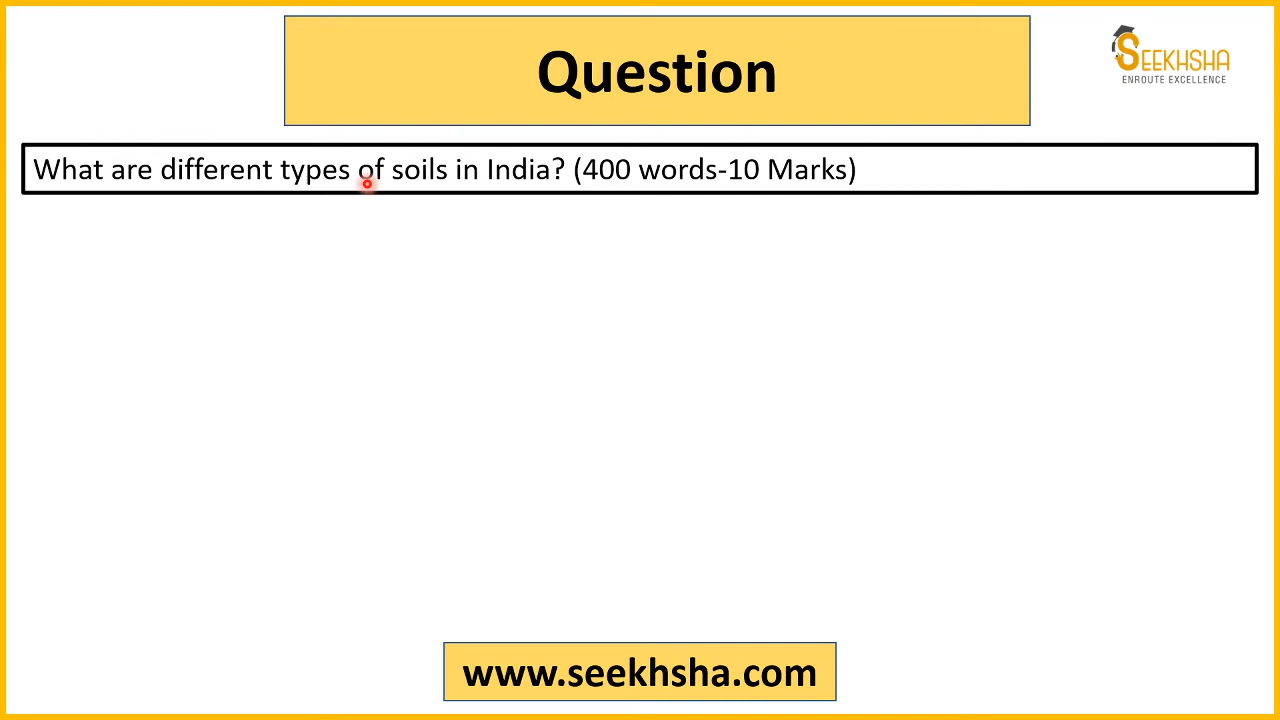 Question
SEEKHSHA
ENROUTE EXCELLENCE
What are different types of soils in India? (400 words-10 Marks)
www.seekhsha.com